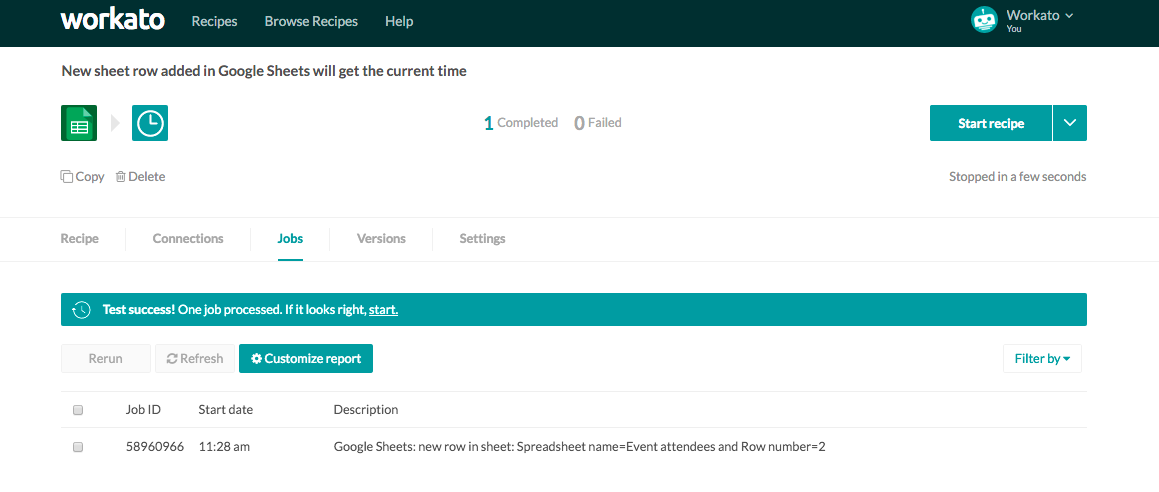 workato Recipes Browse Recipes Help Workato
You
New sheet row added in Google Sheets will get the current time
1 Completed 0 Failed Start recipe
Copy Delete Stopped in a few seconds
Recipe Connections Jobs Versions Settings
Test success! One job processed. If it looks right, start.
Rerun Refresh Customize report Filter by
Job ID Start date Description
58960966 11:28 am Google Sheets: new row in sheet: Spreadsheet name=Event attendees and Row number=2